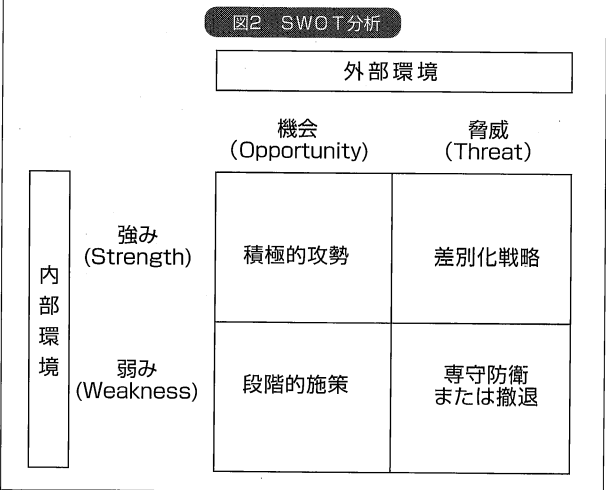 図2 SWOT分析
外部環境
機会
(Opportunity)
脅威
(Threat)
内部環境
強み
(Strength)
積極的攻勢
差別化戦略
弱み
(Weakness)
段階的施策
専守防衛
または撤退